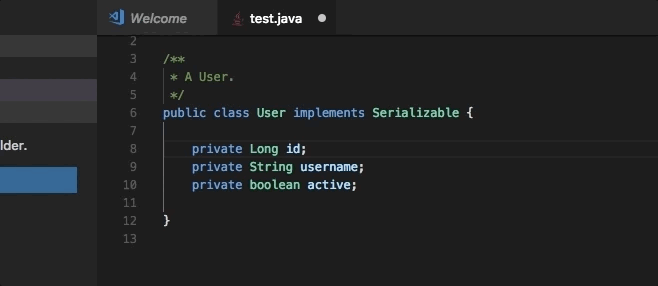 Welcome
test.java
2
3 /**
4 * A User.
5 */
6 public class User implements Serializable {
7
lder.
8 private Long id;
9 private String username;
10 private boolean active;
11
12 }
13